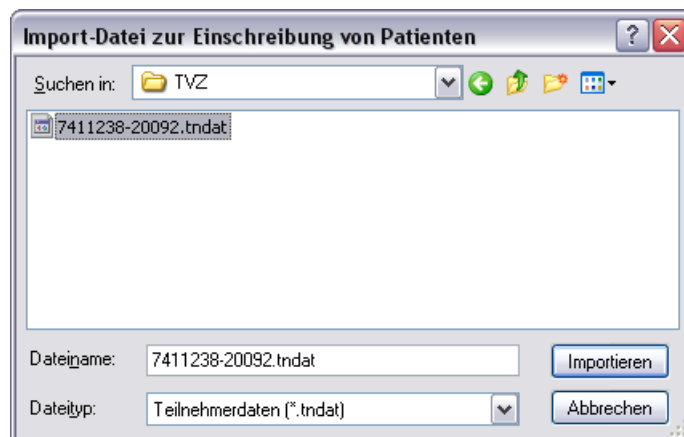 Import-Datei zur Einschreibung von Patienten
Suchen in: TVZ
7411238-20092.tndat
Dateiname: 7411238-20092.tndat Importieren
Dateityp: Teilnehmerdaten (*.tndat) Abbrechen